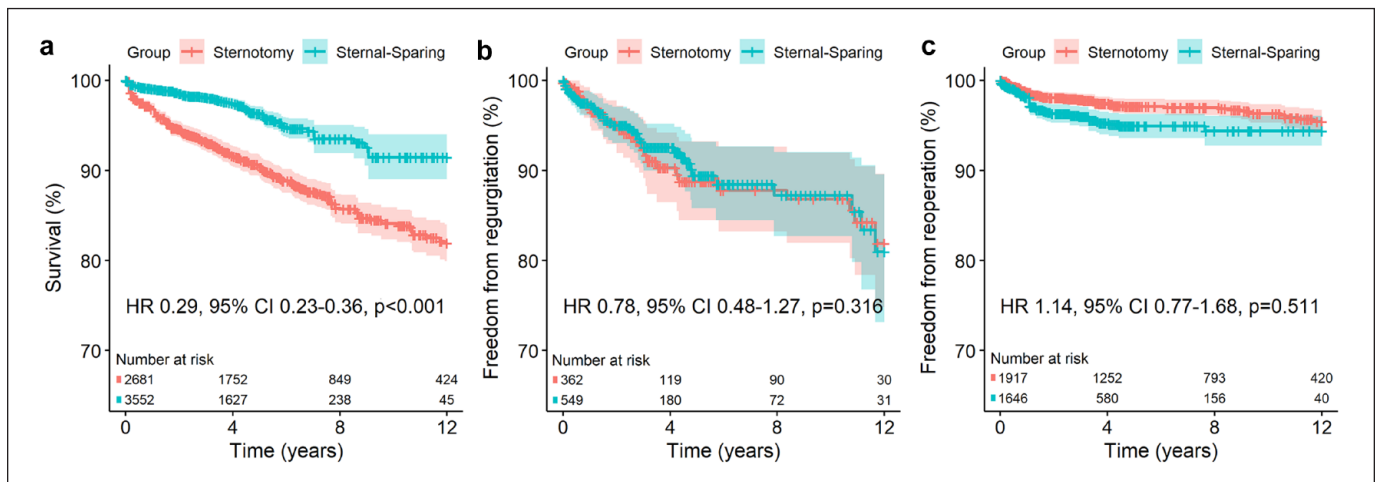 a
Group Sternotomy Sternal-Sparing
Survival (%)
100
90
80
70
HR 0.29, 95% CI 0.23-0.36, p<0.001
Number at risk
2681 1752 849 424
3552 1627 238 45
0 4 8 12
Time (years)
b
Group Sternotomy Sternal-Sparing
Freedom from regurgitation (%)
100
90
80
70
HR 0.78, 95% CI 0.48-1.27, p=0.316
Number at risk
362 119 90 30
549 180 72 31
0 4 8 12
Time (years)
c
Group Sternotomy Sternal-Sparing
Freedom from reoperation (%)
100
90
80
70
HR 1.14, 95% CI 0.77-1.68, p=0.511
Number at risk
1917 1252 793 420
1646 580 156 40
0 4 8 12
Time (years)